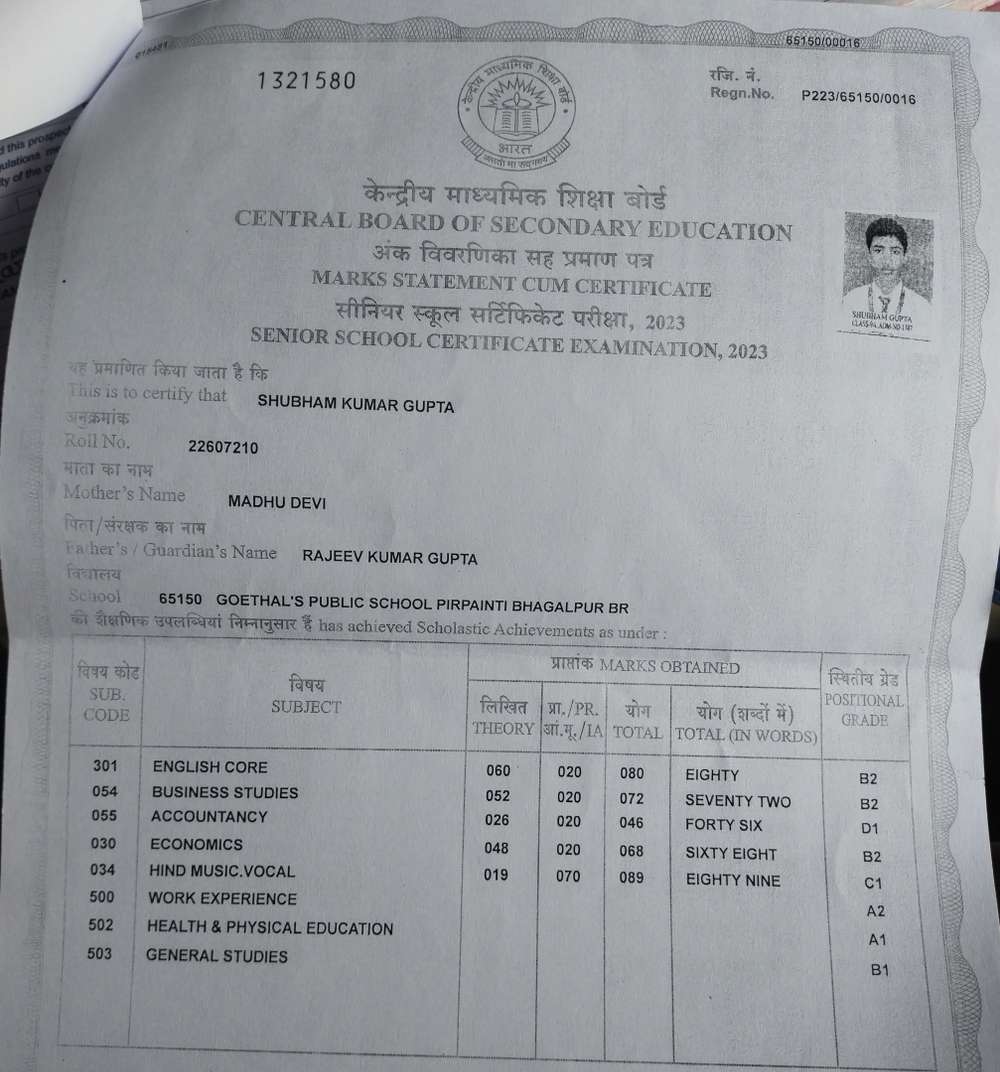 65150/00016
1321580
केन्द्रीय माध्यमिक शिक्षा बोर्ड
भारत
असतो मा सद्गमय
रजि. नं.
Regn.No. P223/65150/0016
केन्द्रीय माध्यमिक शिक्षा बोर्ड
CENTRAL BOARD OF SECONDARY EDUCATION
अंक विवरणिका सह प्रमाण पत्र
MARKS STATEMENT CUM CERTIFICATE
सीनियर स्कूल सर्टिफिकेट परीक्षा, 2023
SENIOR SCHOOL CERTIFICATE EXAMINATION, 2023
SHUBHAM GUPTA
यह प्रमाणित किया जाता है कि
This is to certify that SHUBHAM KUMAR GUPTA
अनुक्रमांक
Roll No. 22607210
माता का नाम
Mother's Name MADHU DEVI
पिता/संरक्षक का नाम
Father's / Guardian's Name RAJEEV KUMAR GUPTA
विद्यालय
School 65150 GOETHAL'S PUBLIC SCHOOL PIRPAINTI BHAGALPUR BR
की शैक्षणिक उपलब्धियां निम्नानुसार हैं has achieved Scholastic Achievements as under :
विषय कोड SUB. CODE
विषय SUBJECT
प्राप्तांक MARKS OBTAINED
लिखित THEORY
प्रा./PR. आं.मू./IA
योग TOTAL
योग (शब्दों में) TOTAL (IN WORDS)
स्थितीय ग्रेड POSITIONAL GRADE
301 ENGLISH CORE 060 020 080 EIGHTY B2
054 BUSINESS STUDIES 052 020 072 SEVENTY TWO B2
055 ACCOUNTANCY 026 020 046 FORTY SIX D1
030 ECONOMICS 048 020 068 SIXTY EIGHT B2
034 HIND MUSIC.VOCAL 019 070 089 EIGHTY NINE C1
500 WORK EXPERIENCE A2
502 HEALTH & PHYSICAL EDUCATION A1
503 GENERAL STUDIES B1